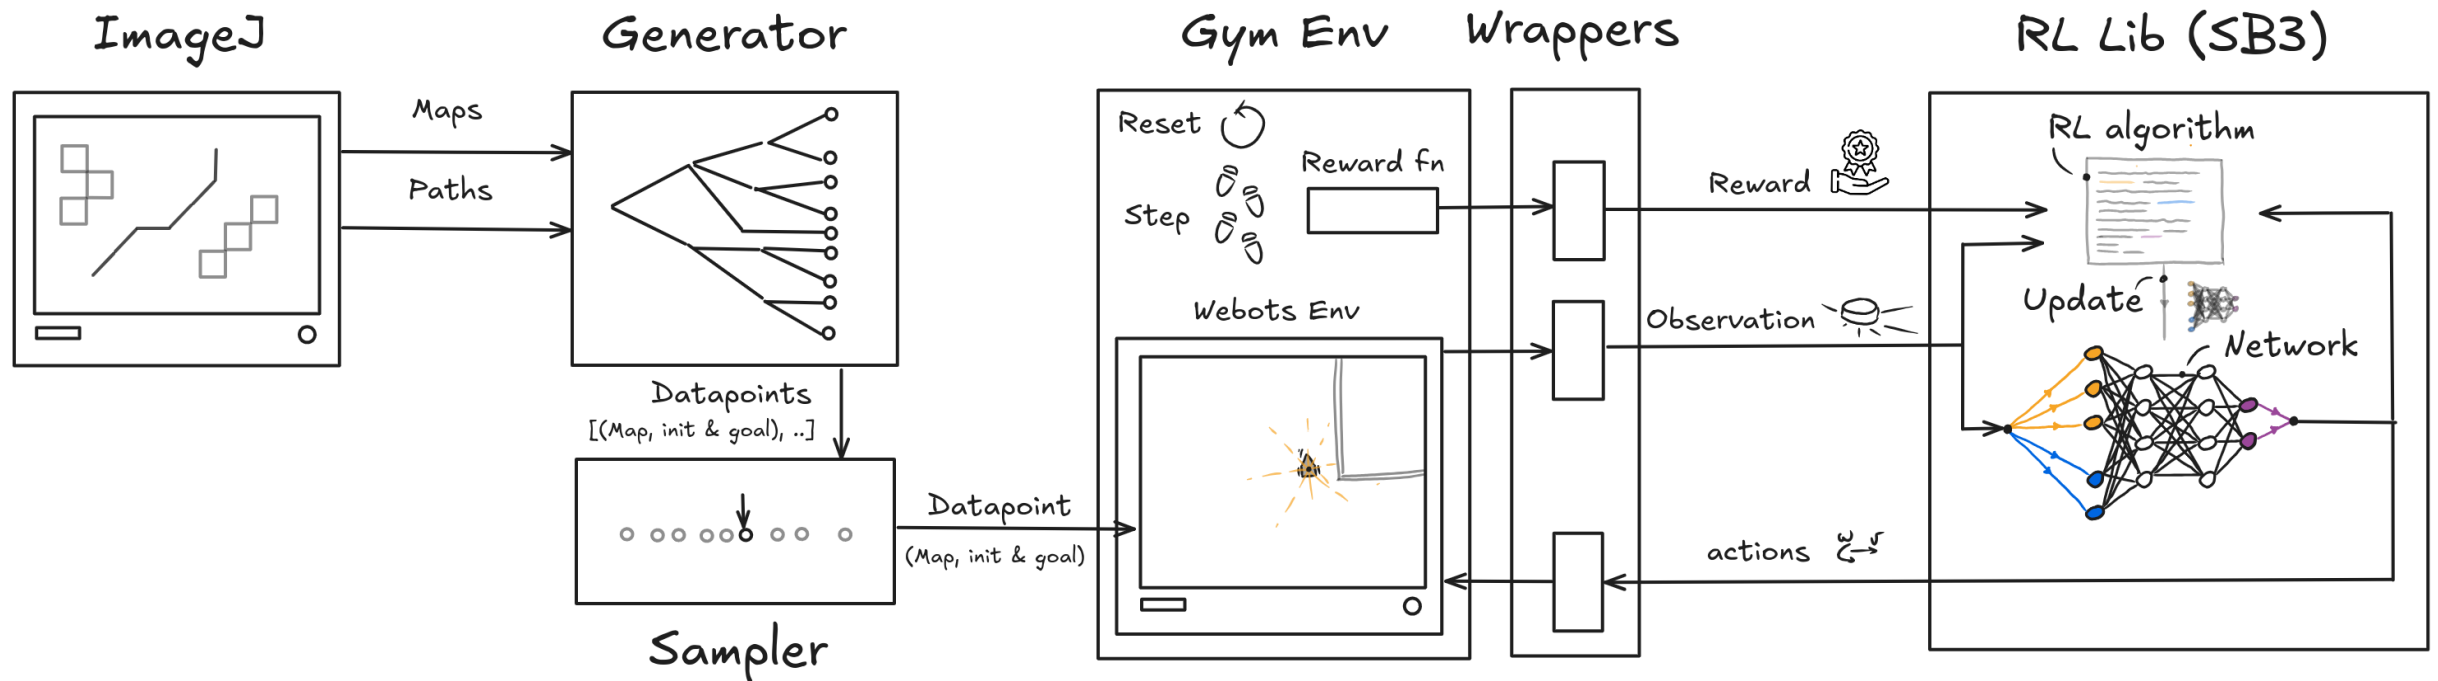 ImageJ
Generator
Gym Env
Wrappers
RL Lib (SB3)
Maps
Paths
Datapoints
[(Map, init & goal), ..]
Sampler
Datapoint
(Map, init & goal)
Reset
Step
Reward fn
Webots Env
Reward
Observation
actions
ω v
RL algorithm
Update
Network